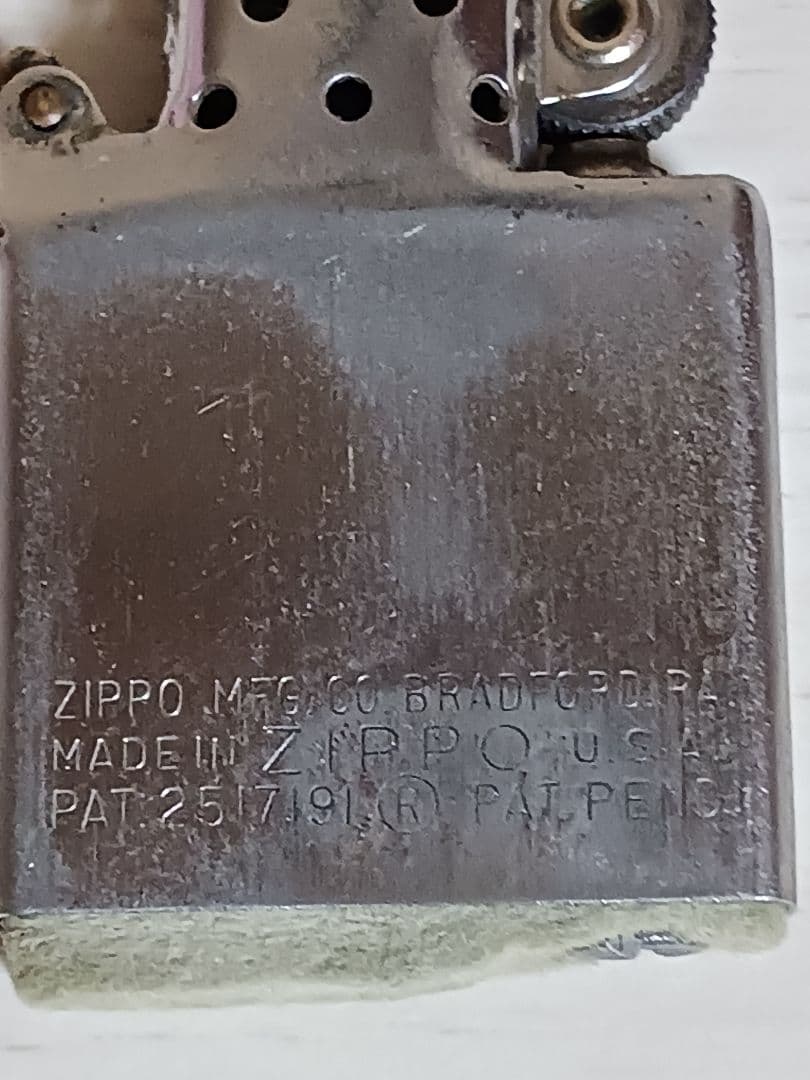 ZIPPO MFG. CO. BRADFORD. PA.
MADE IN ZIPPO U.S.A.
PAT. 2517191 ® PAT. PEND.